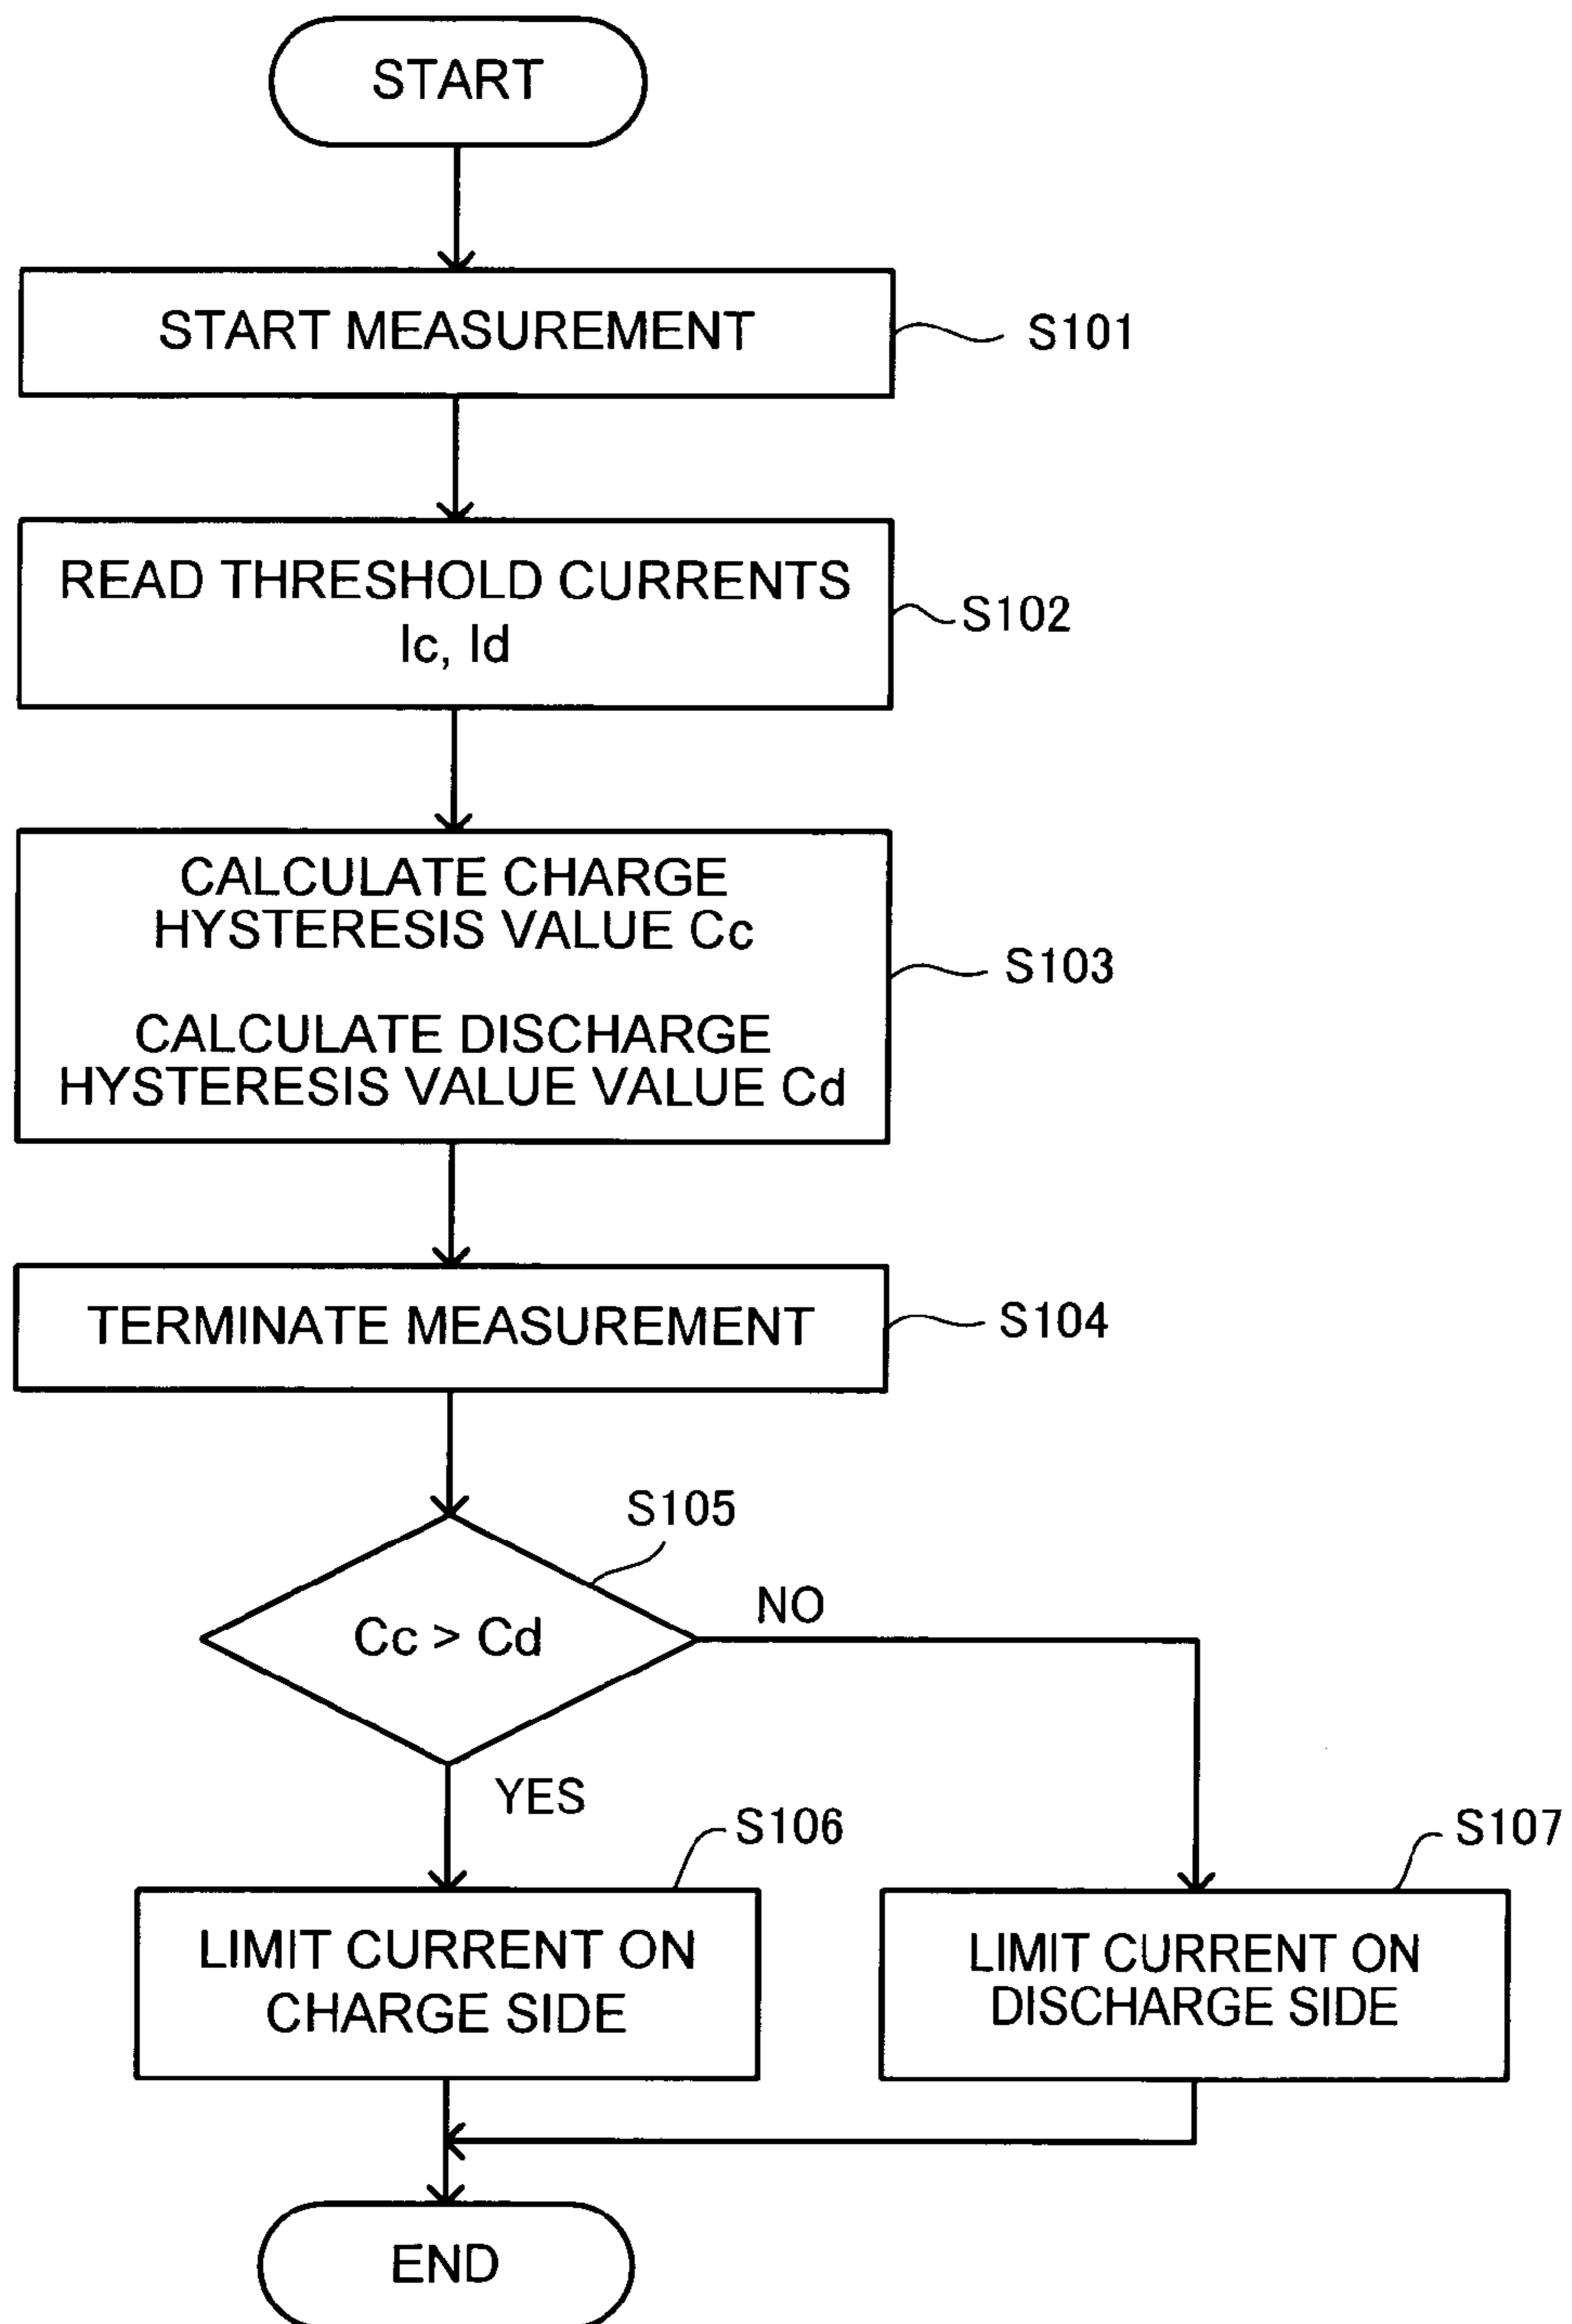 START
START MEASUREMENT
S101
READ THRESHOLD CURRENTS
Ic, Id
S102
CALCULATE CHARGE
HYSTERESIS VALUE Cc
CALCULATE DISCHARGE
HYSTERESIS VALUE VALUE Cd
S103
TERMINATE MEASUREMENT
S104
S105
Cc > Cd
NO
YES
S106
LIMIT CURRENT ON
CHARGE SIDE
S107
LIMIT CURRENT ON
DISCHARGE SIDE
END